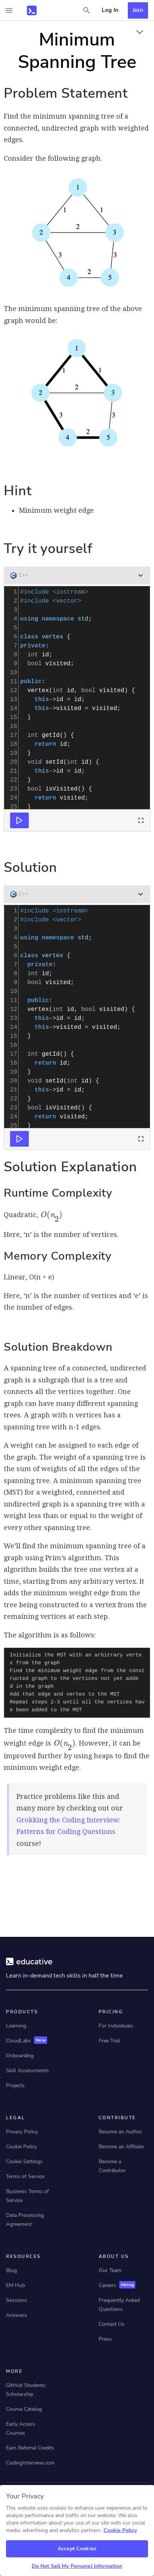 Log In
Join
Minimum
Spanning Tree
Problem Statement
Find the minimum spanning tree of a
connected, undirected graph with weighted
edges.
Consider the following graph.
1
1
1
2
2
3
3
3
4
2
5
The minimum spanning tree of the above
graph would be:
1
1
1
2
2
3
3
3
4
2
5
Hint
Minimum weight edge
Try it yourself
C++
1 #include <iostream>
2 #include <vector>
3
4 using namespace std;
5
6 class vertex {
7 private:
8 int id;
9 bool visited;
10
11 public:
12 vertex(int id, bool visited) {
13 this->id = id;
14 this->visited = visited;
15 }
16
17 int getId() {
18 return id;
19 }
20 void setId(int id) {
21 this->id = id;
22 }
23 bool isVisited() {
24 return visited;
25 }
Solution
C++
1 #include <iostream>
2 #include <vector>
3
4 using namespace std;
5
6 class vertex {
7 private:
8 int id;
9 bool visited;
10
11 public:
12 vertex(int id, bool visited) {
13 this->id = id;
14 this->visited = visited;
15 }
16
17 int getId() {
18 return id;
19 }
20 void setId(int id) {
21 this->id = id;
22 }
23 bool isVisited() {
24 return visited;
25 }
Solution Explanation
Runtime Complexity
Quadratic, O(n2)
Here, ‘n’ is the number of vertices.
Memory Complexity
Linear, O(n + e)
Here, ‘n’ is the number of vertices and ‘e’ is
the number of edges.
Solution Breakdown
A spanning tree of a connected, undirected
graph is a subgraph that is a tree and
connects all the vertices together. One
graph can have many different spanning
trees. A graph with n vertices has a
spanning tree with n-1 edges.
A weight can be assigned to each edge of
the graph. The weight of a spanning tree is
the sum of weights of all the edges of the
spanning tree. A minimum spanning tree
(MST) for a weighted, connected and
undirected graph is a spanning tree with a
weight less than or equal to the weight of
every other spanning tree.
We’ll find the minimum spanning tree of a
graph using Prim’s algorithm. This
algorithm builds the tree one vertex at a
time, starting from any arbitrary vertex. It
adds the minimum weight edge from the
tree being constructed to a vertex from the
remaining vertices at each step.
The algorithm is as follows:
Initialize the MST with an arbitrary verte
x from the graph
Find the minimum weight edge from the const
ructed graph to the vertices not yet adde
d in the graph
Add that edge and vertex to the MST
Repeat steps 2-3 until all the vertices hav
e been added to the MST
The time complexity to find the minimum
weight edge is O(n2). However, it can be
improved further by using heaps to find the
minimum weight edge.
Practice problems like this and
many more by checking out our
Grokking the Coding Interview:
Patterns for Coding Questions
course!
educative
Learn in-demand tech skills in half the time
PRODUCTS
Learning
CloudLabs New
Onboarding
Skill Assessments
Projects
PRICING
For Individuals
Free Trial
LEGAL
Privacy Policy
Cookie Policy
Cookie Settings
Terms of Service
Business Terms of
Service
Data Processing
Agreement
CONTRIBUTE
Become an Author
Become an Affiliate
Become a
Contributor
RESOURCES
Blog
EM Hub
Sessions
Answers
ABOUT US
Our Team
Careers Hiring
Frequently Asked
Questions
Contact Us
Press
MORE
GitHub Students
Scholarship
Course Catalog
Early Access
Courses
Earn Referral Credits
CodingInterview.com
Your Privacy
This website uses cookies to enhance user experience and to
analyze performance and traffic on our website. We also
share information about your use of our site with our social
media, advertising and analytics partners. Cookie Policy
Accept Cookies
Do Not Sell My Personal Information